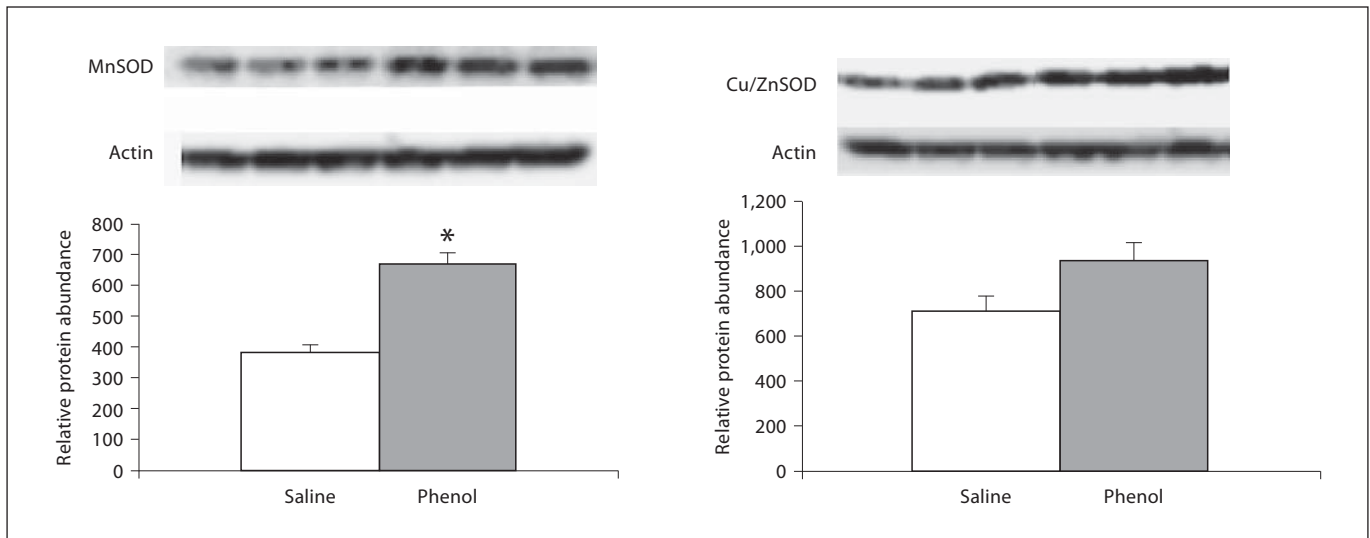 MnSOD
Actin
Relative protein abundance
800
700
600
500
400
300
200
100
0
*
Saline Phenol
Cu/ZnSOD
Actin
Relative protein abundance
1,200
1,000
800
600
400
200
0
Saline Phenol